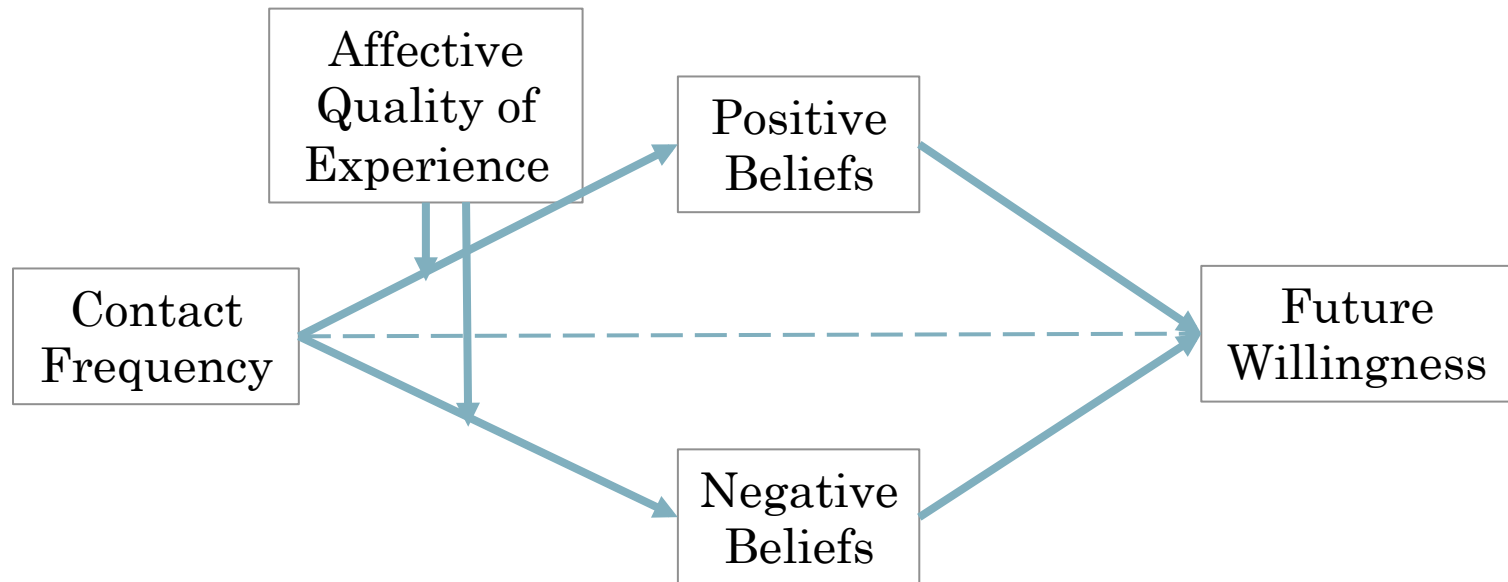 Affective
Quality of
Experience
Positive
Beliefs
Contact
Frequency
Future
Willingness
Negative
Beliefs